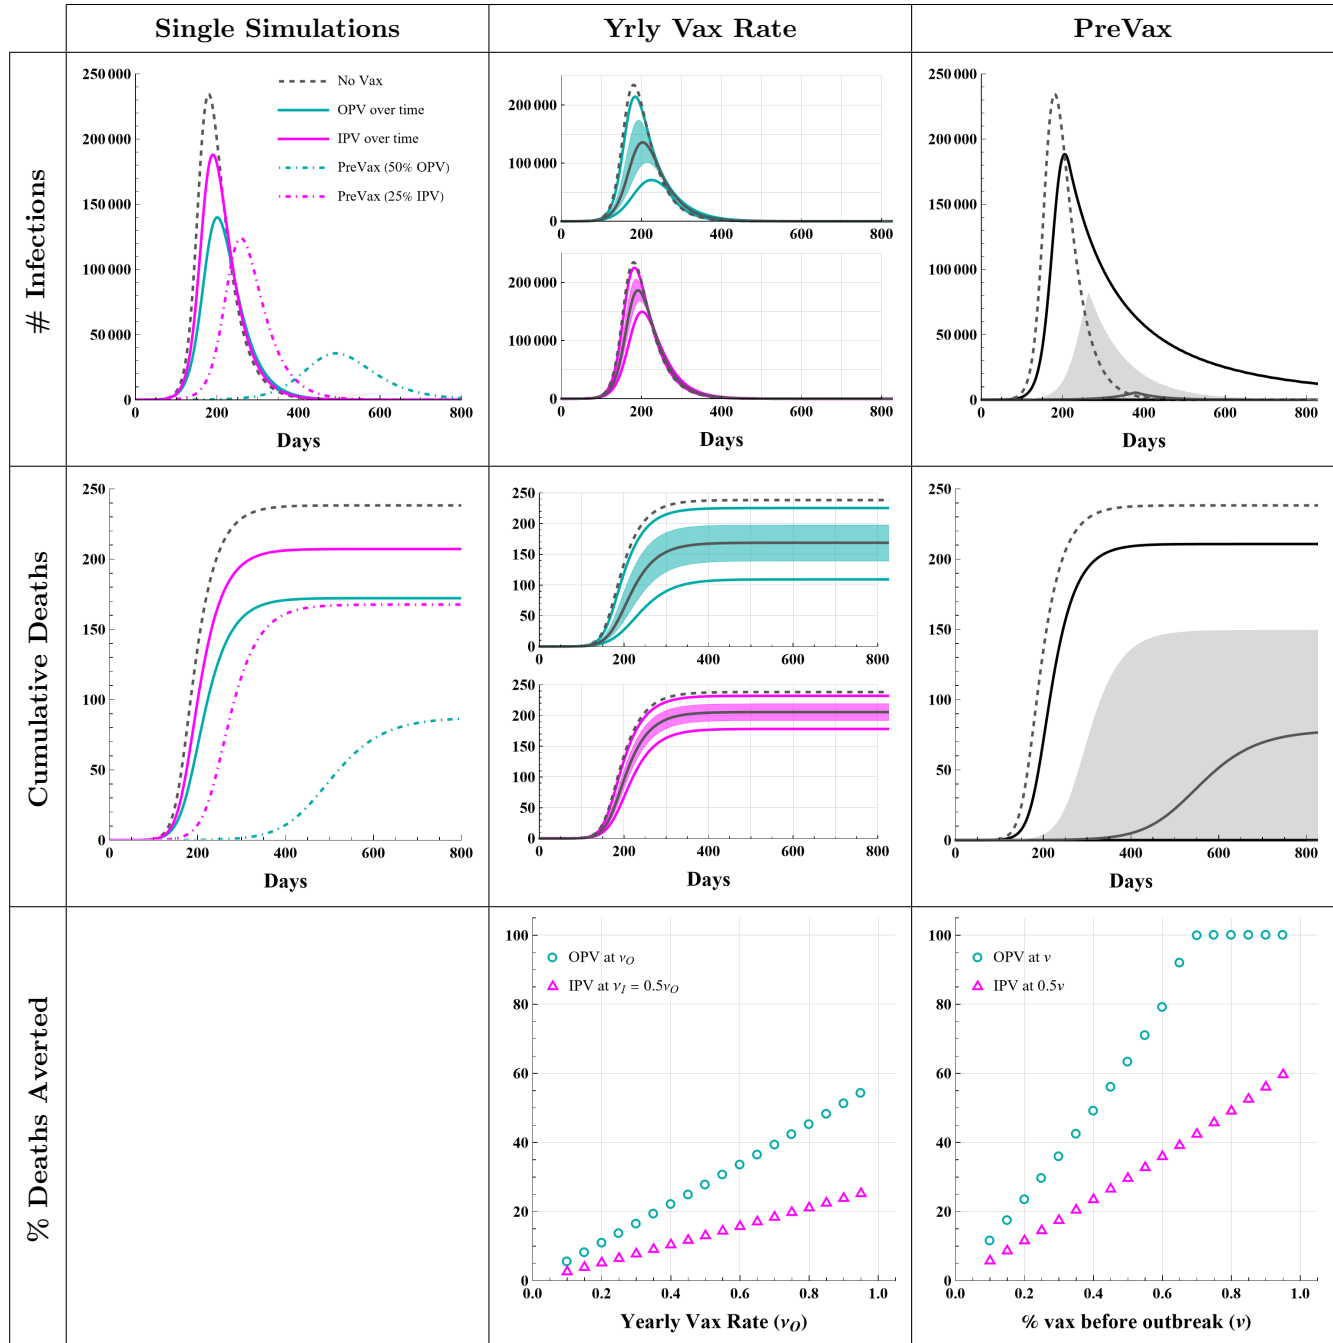 Single Simulations
Yrly Vax Rate
PreVax
# Infections
250 000
200 000
150 000
100 000
50 000
0
0 200 400 600 800
Days
No Vax
OPV over time
IPV over time
PreVax (50% OPV)
PreVax (25% IPV)
200 000
100 000
0
0 200 400 600 800
200 000
100 000
0
0 200 400 600 800
Days
250 000
200 000
150 000
100 000
50 000
0
0 200 400 600 800
Days
Cumulative Deaths
250
200
150
100
50
0
0 200 400 600 800
Days
250
200
150
100
50
0
0 200 400 600 800
250
200
150
100
50
0
0 200 400 600 800
Days
250
200
150
100
50
0
0 200 400 600 800
Days
% Deaths Averted
100
80
60
40
20
0
0.0 0.2 0.4 0.6 0.8 1.0
OPV at νO
IPV at νI = 0.5νO
Yearly Vax Rate (νO)
100
80
60
40
20
0
0.0 0.2 0.4 0.6 0.8 1.0
OPV at ν
IPV at 0.5ν
% vax before outbreak (ν)